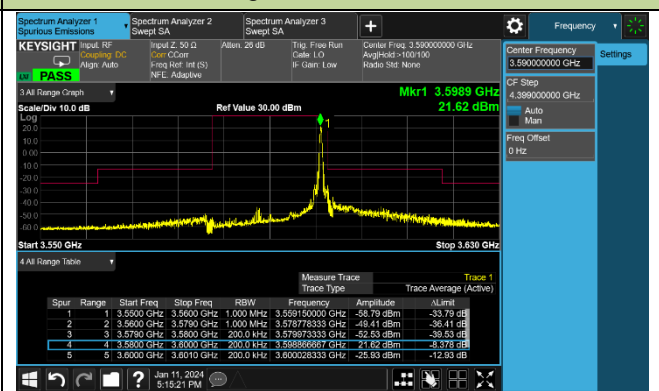 Spectrum Analyzer 1
Spurious Emissions
Spectrum Analyzer 2
Swept SA
Spectrum Analyzer 3
Swept SA
+
Frequency
KEYSIGHT
Input: RF
Coupling: DC
Align: Auto
Input Z: 50 Ω
Corr CCorr
Freq Ref: Int (S)
NFE: Adaptive
Atten: 26 dB
Trig: Free Run
Gate: LO
IF Gain: Low
Center Freq: 3.590000000 GHz
Avg|Hold:>100/100
Radio Std: None
PASS
Center Frequency
3.590000000 GHz
Settings
CF Step
4.399000000 GHz
Auto
Man
Freq Offset
0 Hz
3 All Range Graph
Mkr1 3.5989 GHz
Scale/Div 10.0 dB
Ref Value 30.00 dBm
21.62 dBm
Log
20.0
10.0
0.00
-10.0
-20.0
-30.0
-40.0
-50.0
-60.0
1
Start 3.550 GHz
Stop 3.630 GHz
4 All Range Table
Measure Trace Trace 1
Trace Type Trace Average (Active)
Spur Range Start Freq Stop Freq RBW Frequency Amplitude ΔLimit
1 1 3.5500 GHz 3.5600 GHz 1.000 MHz 3.559150000 GHz -58.79 dBm -33.79 dB
2 2 3.5600 GHz 3.5790 GHz 1.000 MHz 3.578778333 GHz -49.41 dBm -36.41 dB
3 3 3.5790 GHz 3.5800 GHz 200.0 kHz 3.579973333 GHz -52.53 dBm -39.53 dB
4 4 3.5800 GHz 3.6000 GHz 200.0 kHz 3.598866667 GHz 21.62 dBm -8.378 dB
5 5 3.6000 GHz 3.6010 GHz 200.0 kHz 3.600028333 GHz -25.93 dBm -12.93 dB
?
Jan 11, 2024
5:15:21 PM